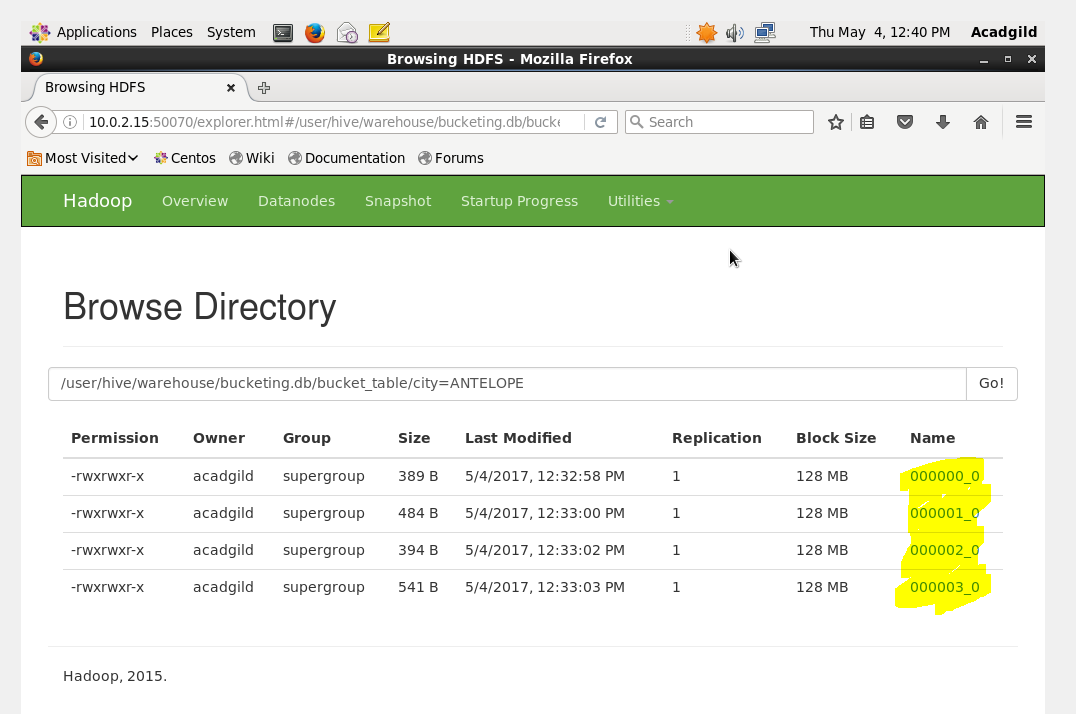 Applications Places System Thu May 4, 12:40 PM Acadgild
Browsing HDFS - Mozilla Firefox
Browsing HDFS
10.0.2.15:50070/explorer.html#/user/hive/warehouse/bucketing.db/bucke Search
Most Visited Centos Wiki Documentation Forums
Hadoop Overview Datanodes Snapshot Startup Progress Utilities
Browse Directory
/user/hive/warehouse/bucketing.db/bucket_table/city=ANTELOPE Go!
Permission Owner Group Size Last Modified Replication Block Size Name
-rwxrwxr-x acadgild supergroup 389 B 5/4/2017, 12:32:58 PM 1 128 MB 000000_0
-rwxrwxr-x acadgild supergroup 484 B 5/4/2017, 12:33:00 PM 1 128 MB 000001_0
-rwxrwxr-x acadgild supergroup 394 B 5/4/2017, 12:33:02 PM 1 128 MB 000002_0
-rwxrwxr-x acadgild supergroup 541 B 5/4/2017, 12:33:03 PM 1 128 MB 000003_0
Hadoop, 2015.